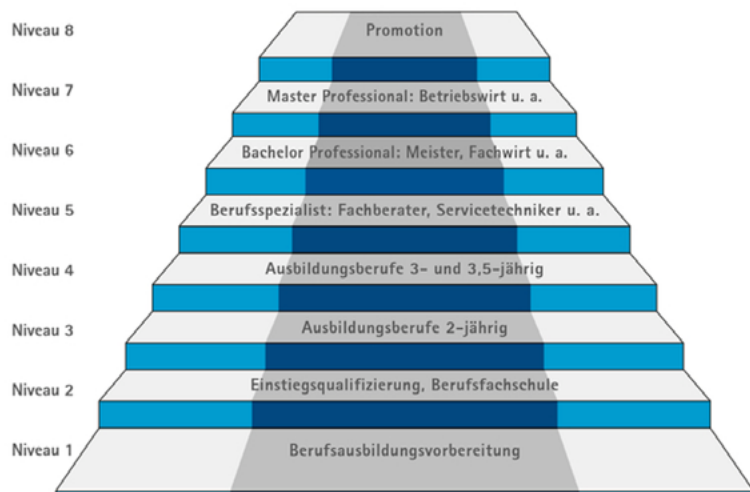 Niveau 8 Promotion
Niveau 7 Master Professional: Betriebswirt u. a.
Niveau 6 Bachelor Professional: Meister, Fachwirt u. a.
Niveau 5 Berufsspezialist: Fachberater, Servicetechniker u. a.
Niveau 4 Ausbildungsberufe 3- und 3,5-jährig
Niveau 3 Ausbildungsberufe 2-jährig
Niveau 2 Einstiegsqualifizierung, Berufsfachschule
Niveau 1 Berufsausbildungsvorbereitung